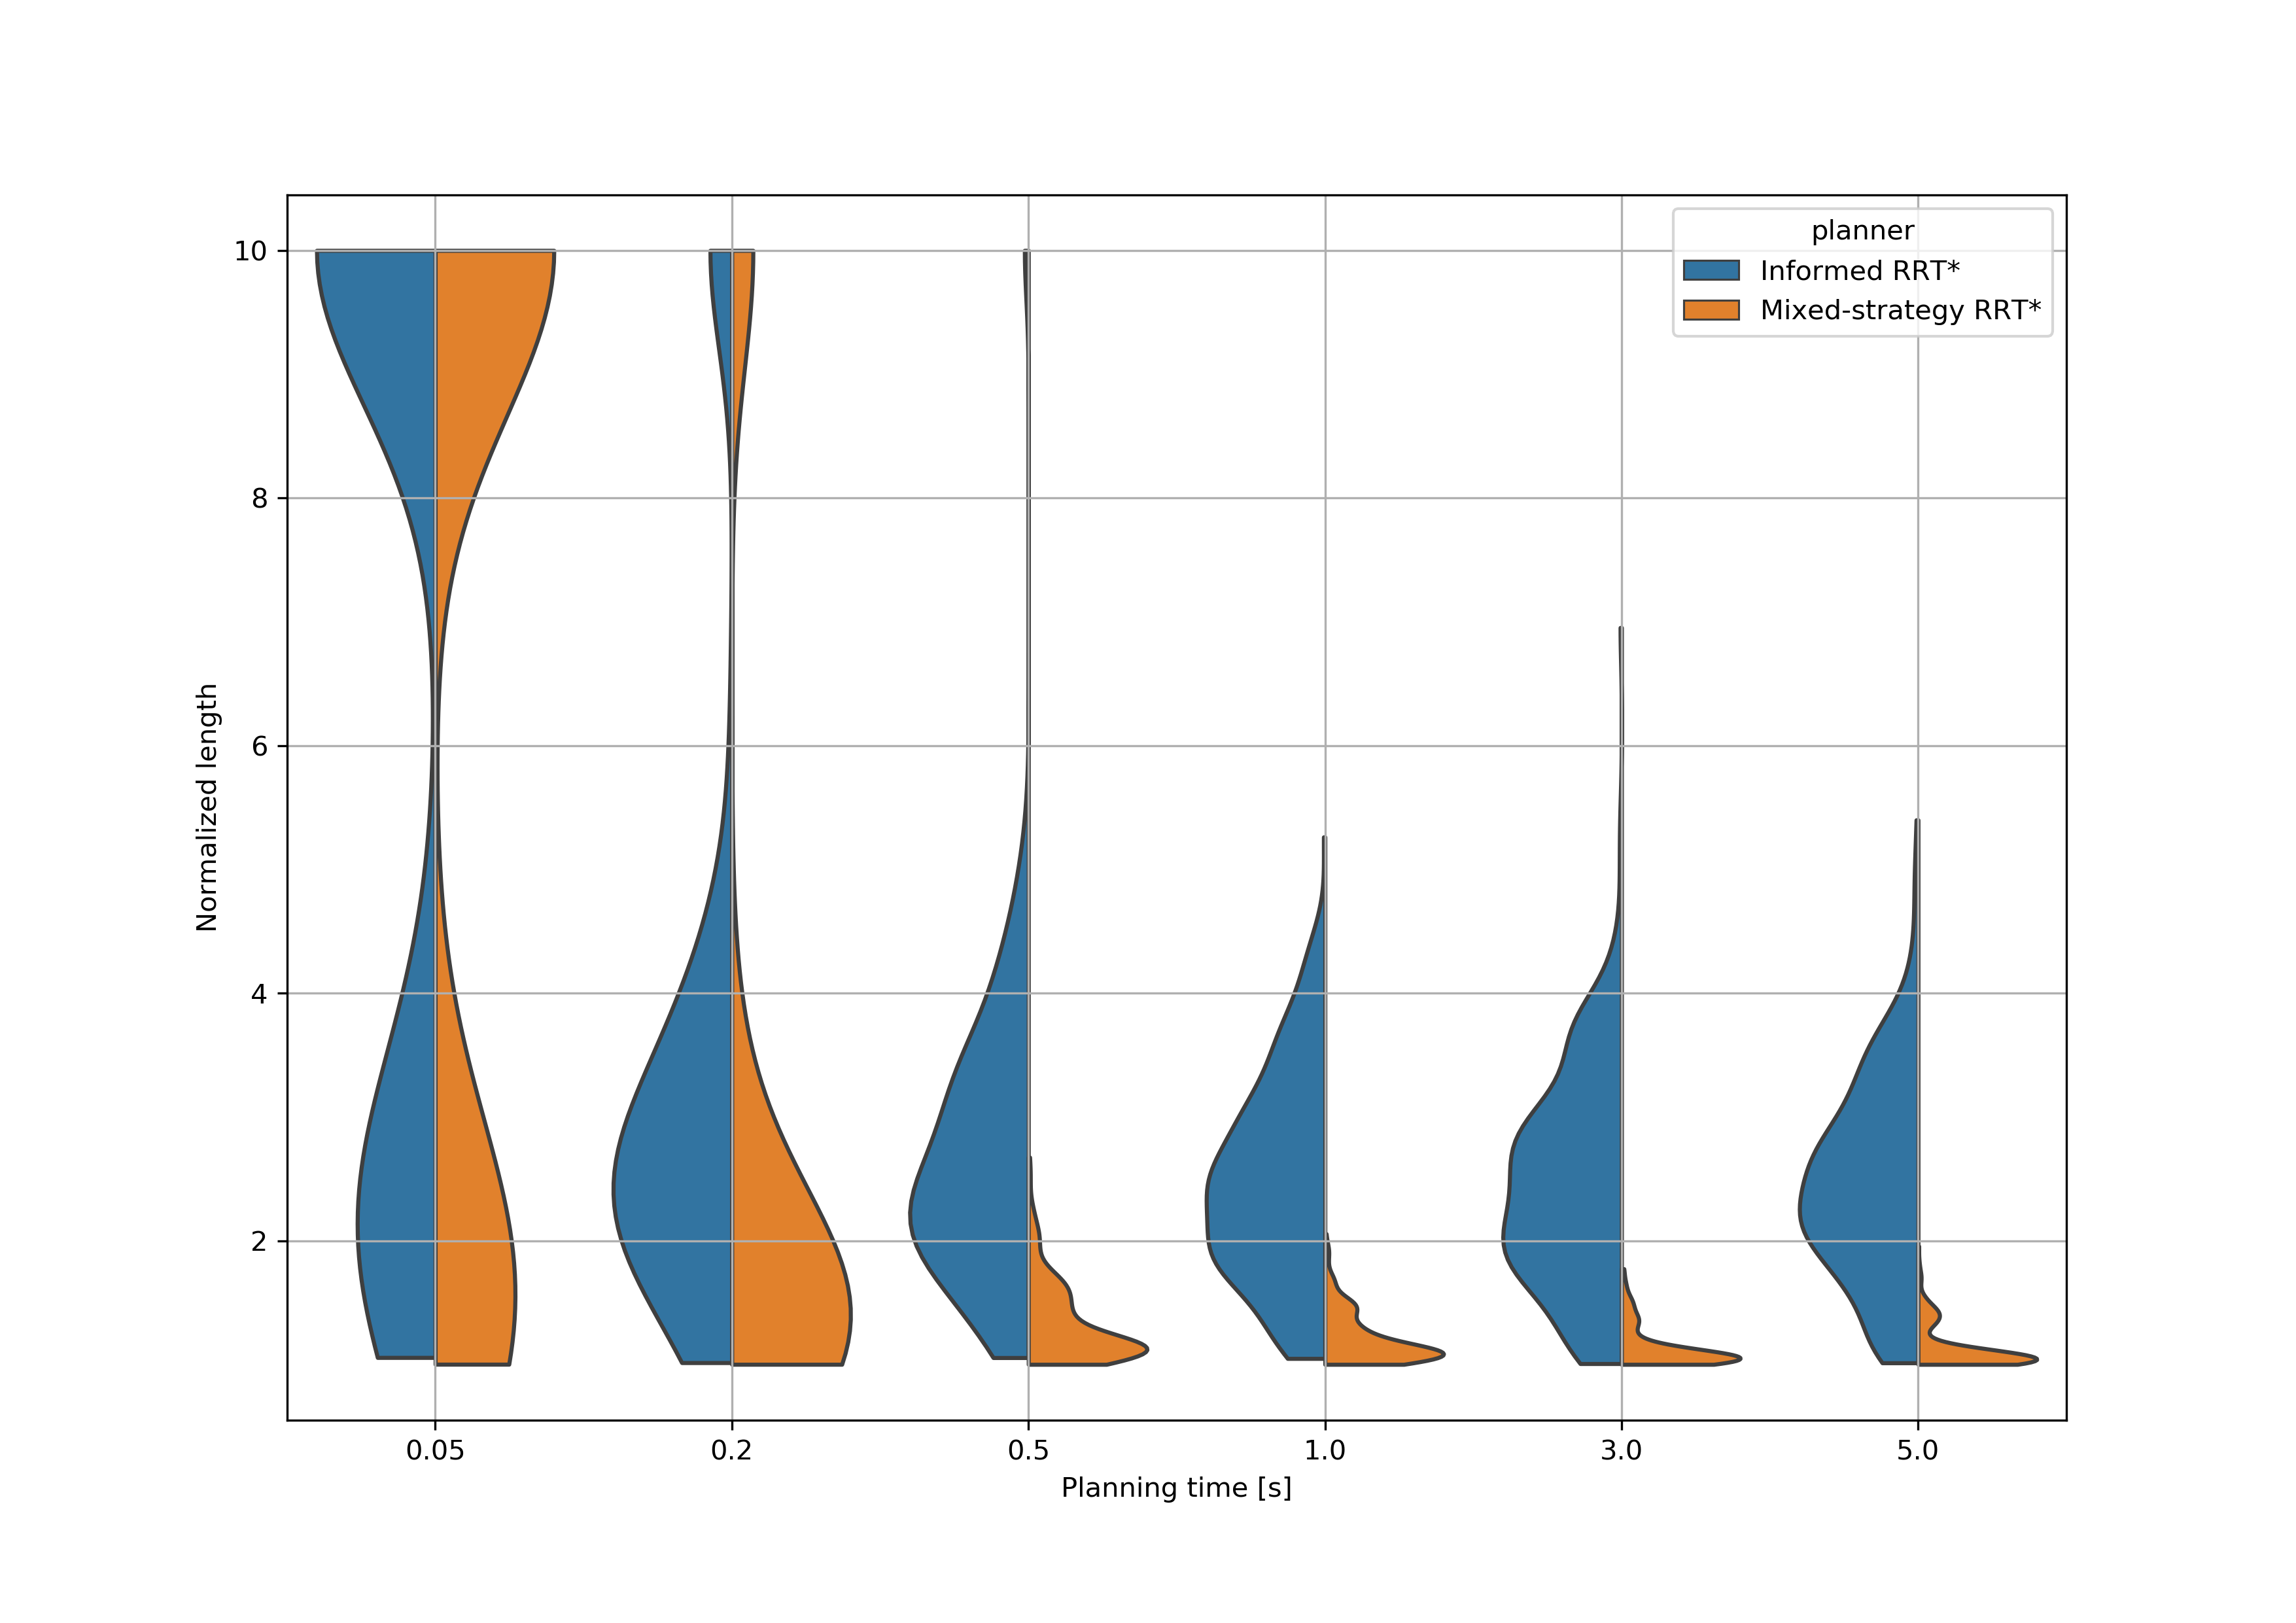 planner
Informed RRT*
Mixed-strategy RRT*
10
8
6
4
2
Normalized length
0.05 0.2 0.5 1.0 3.0 5.0
Planning time [s]